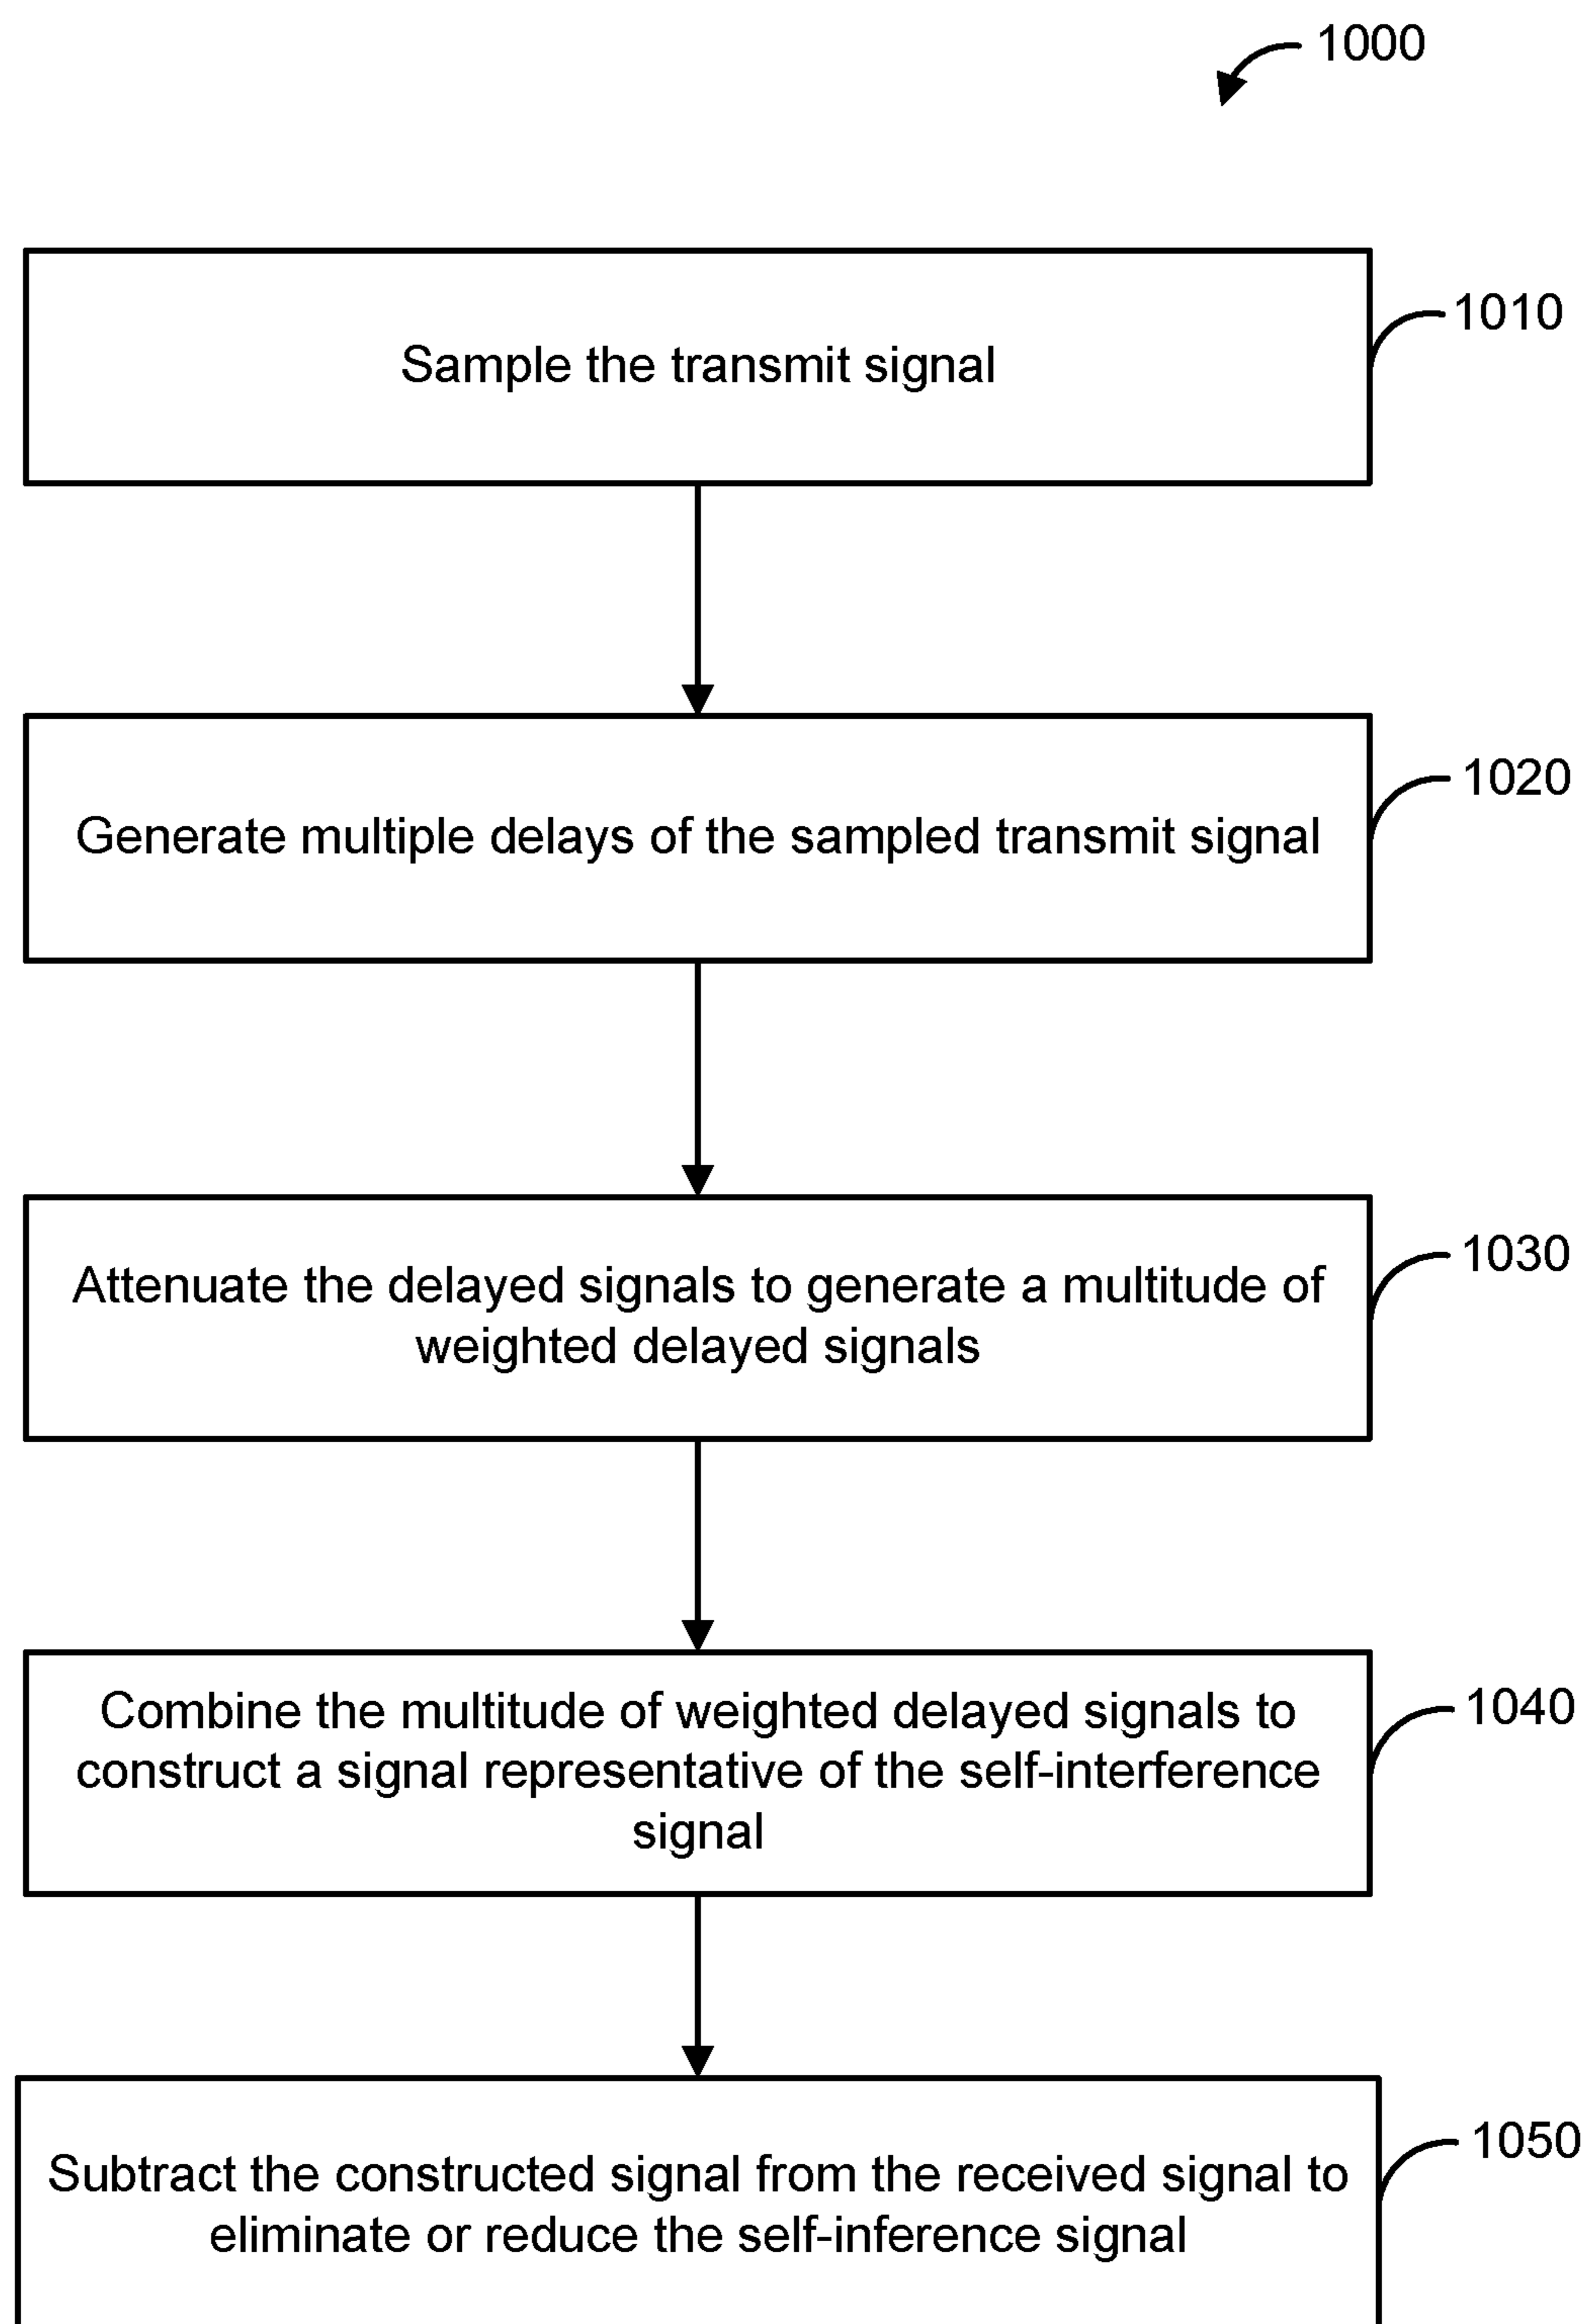 1000
Sample the transmit signal
1010
Generate multiple delays of the sampled transmit signal
1020
Attenuate the delayed signals to generate a multitude of
weighted delayed signals
1030
Combine the multitude of weighted delayed signals to
construct a signal representative of the self-interference
signal
1040
Subtract the constructed signal from the received signal to
eliminate or reduce the self-inference signal
1050